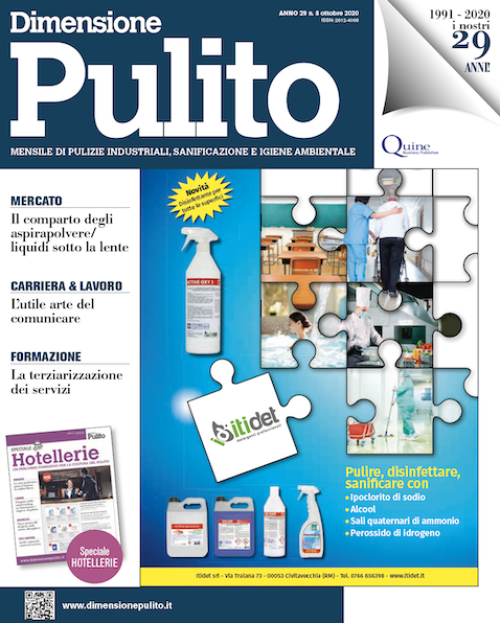 Dimensione
Pulito
ANNO 29 n. 8 ottobre 2020
ISSN: 2612-4068
1991 - 2020
i nostri
29
ANNI!
MENSILE DI PULIZIE INDUSTRIALI, SANIFICAZIONE E IGIENE AMBIENTALE
Quine
Business Publisher
MERCATO
Il comparto degli
aspirapolvere/
liquidi sotto la lente
CARRIERA & LAVORO
L'utile arte del
comunicare
FORMAZIONE
La terziarizzazione
dei servizi
Novità
Disinfettante per
tutte le superfici
ACTIVE OXY 3
itidet
Pulire, disinfettare,
sanificare con
• Ipoclorito di sodio
• Alcool
• Sali quaternari di ammonio
• Perossido di idrogeno
Pulito
SPECIALE
Hotellerie
Speciale
HOTELLERIE
itidet srl - Via Traiana 73 - 00053 Civitavecchia (RM) - Tel. 0766 856398 - www.itidet.it
www.dimensionepulito.it